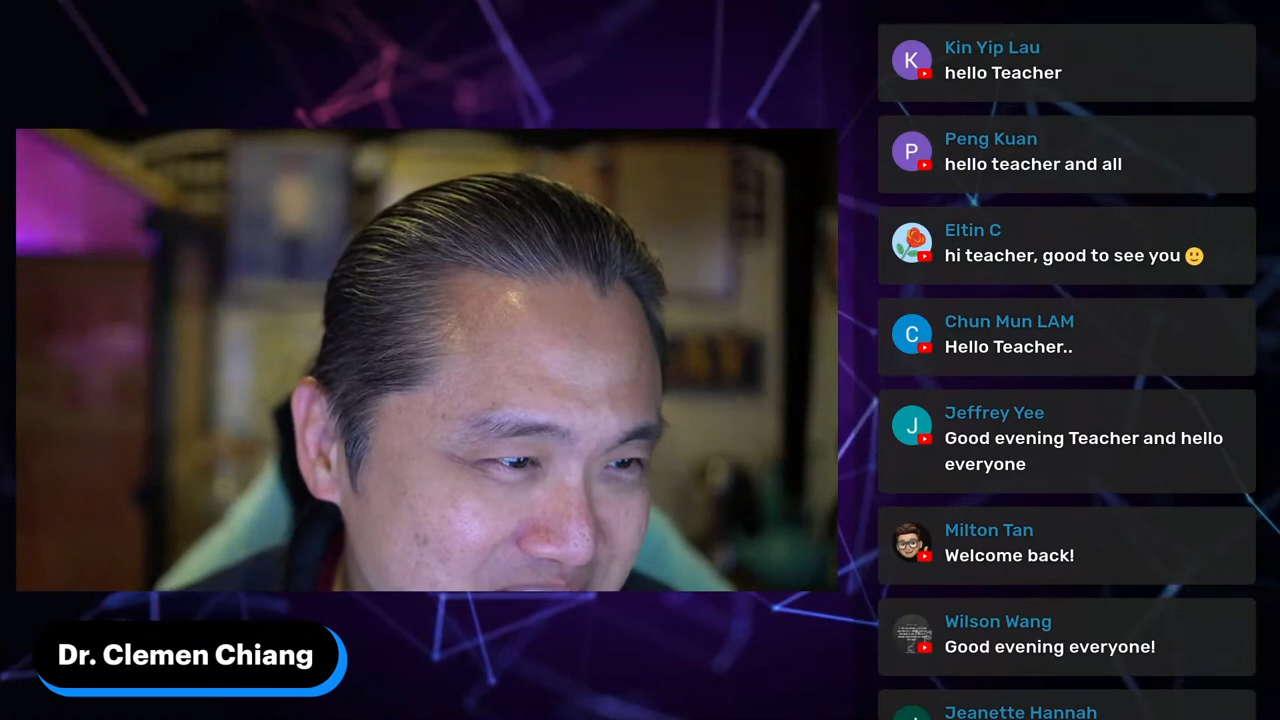 Kin Yip Lau
hello Teacher
Peng Kuan
hello teacher and all
Eltin C
hi teacher, good to see you 🙂
Chun Mun LAM
Hello Teacher..
Jeffrey Yee
Good evening Teacher and hello
everyone
Milton Tan
Welcome back!
Wilson Wang
Good evening everyone!
Jeanette Hannah
Dr. Clemen Chiang
K
P
C
J